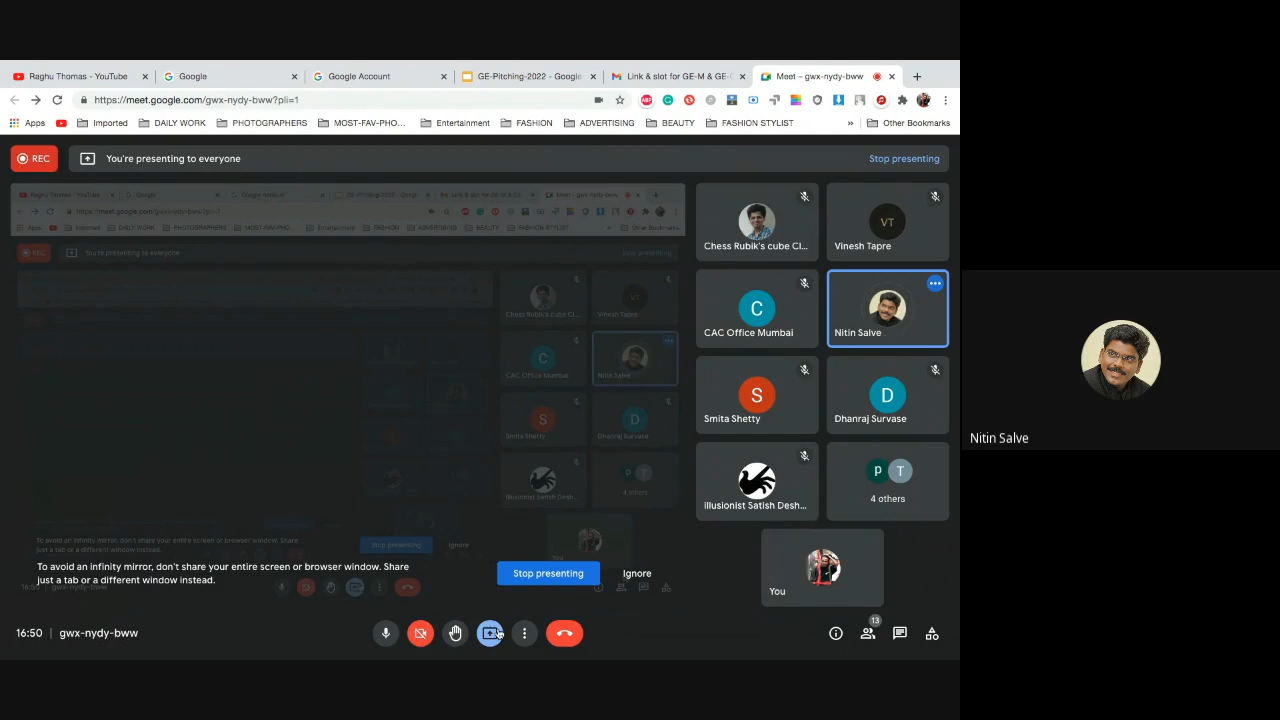 Raghu Thomas - YouTube
Google
Google Account
GE-Pitching-2022 - Google
Link & slot for GE-M & GE-
Meet – gwx-nydy-bww
https://meet.google.com/gwx-nydy-bww?pli=1
Apps
Imported
DAILY WORK
PHOTOGRAPHERS
MOST-FAV-PHO...
Entertainment
FASHION
ADVERTISING
BEAUTY
FASHION STYLIST
»
Other Bookmarks
REC
You're presenting to everyone
Stop presenting
Chess Rubik's cube Cl...
VT
Vinesh Tapre
C
CAC Office Mumbai
Nitin Salve
S
Smita Shetty
D
Dhanraj Survase
illusionist Satish Desh...
P T
4 others
You
To avoid an infinity mirror, don't share your entire screen or browser window. Share
just a tab or a different window instead.
Stop presenting
Ignore
16:50 | gwx-nydy-bww
13
Nitin Salve